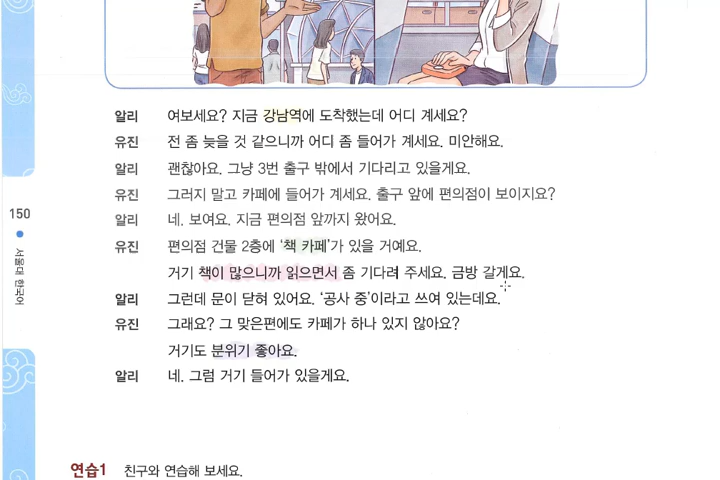 알리 여보세요? 지금 강남역에 도착했는데 어디 계세요?
유진 전 좀 늦을 것 같으니까 어디 좀 들어가 계세요. 미안해요.
알리 괜찮아요. 그냥 3번 출구 밖에서 기다리고 있을게요.
유진 그러지 말고 카페에 들어가 계세요. 출구 앞에 편의점이 보이지요?
알리 네. 보여요. 지금 편의점 앞까지 왔어요.
유진 편의점 건물 2층에 ‘책 카페’가 있을 거예요.
거기 책이 많으니까 읽으면서 좀 기다려 주세요. 금방 갈게요.
알리 그런데 문이 닫혀 있어요. ‘공사 중’이라고 쓰여 있는데요.
유진 그래요? 그 맞은편에도 카페가 하나 있지 않아요?
거기도 분위기 좋아요.
알리 네. 그럼 거기 들어가 있을게요.
150
서울대 한국어
연습1 친구와 연습해 보세요.